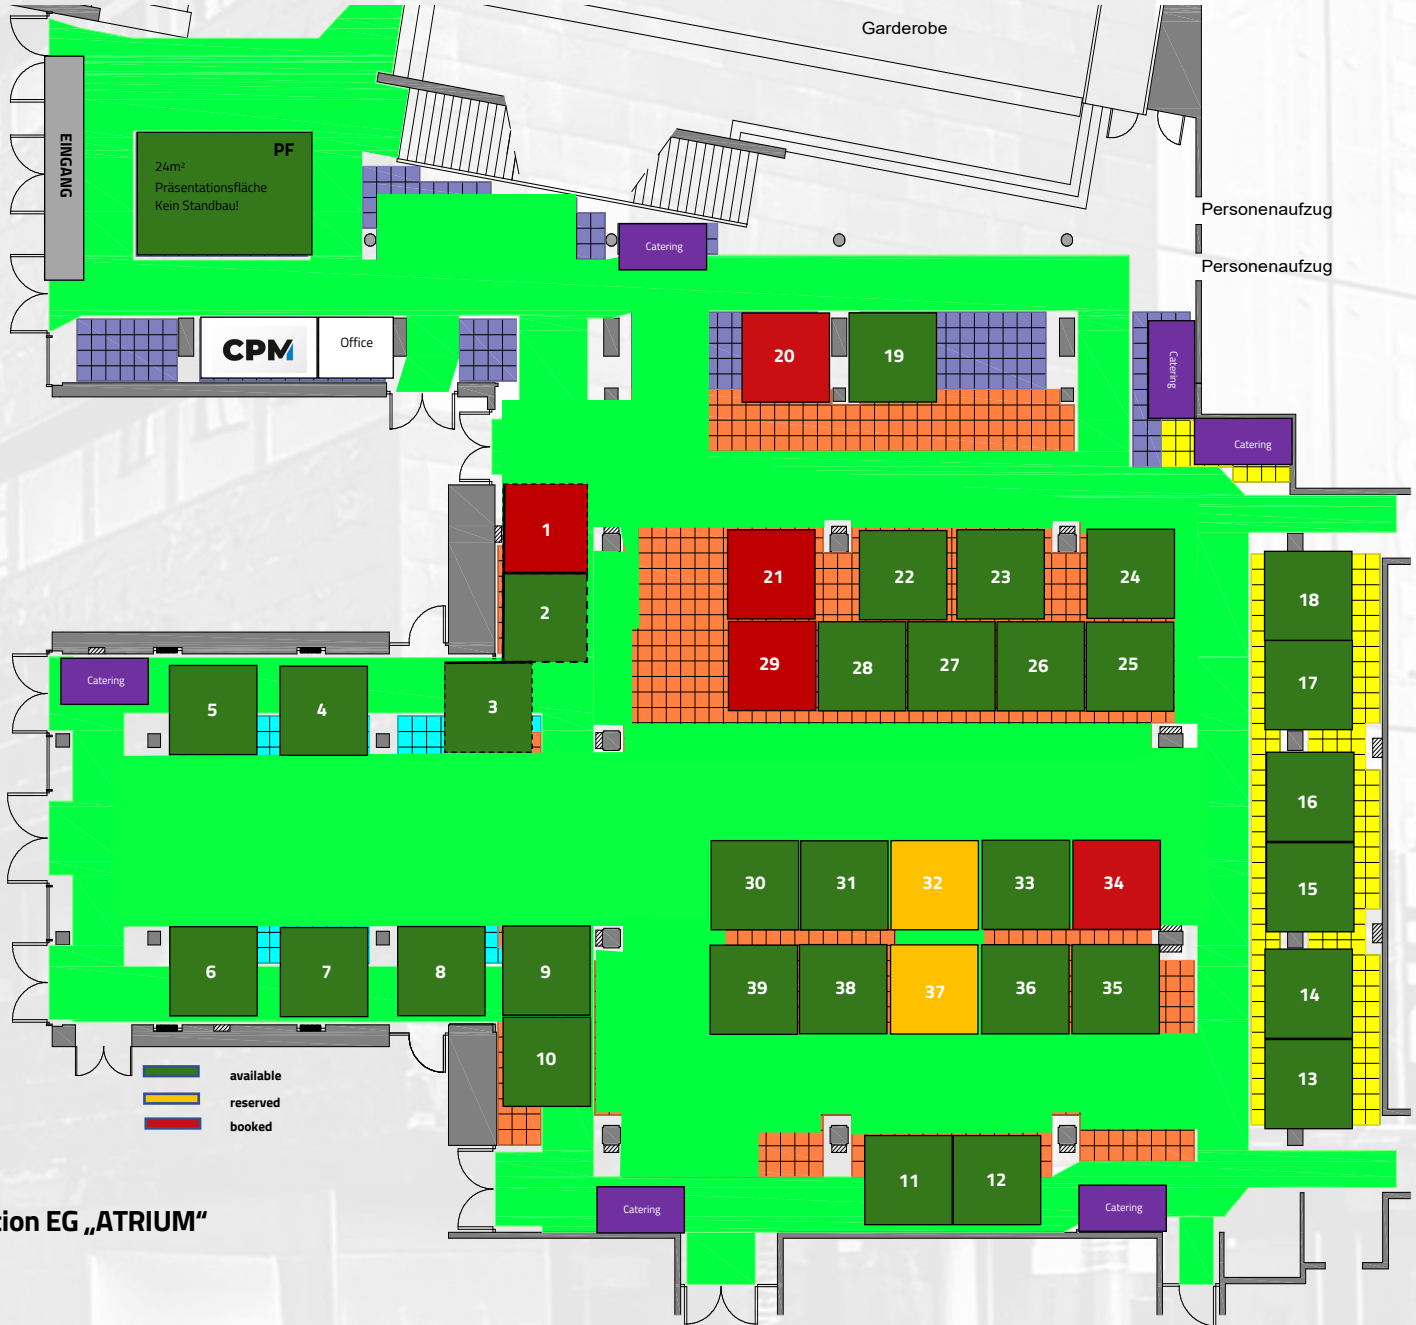 Garderobe
EINGANG
PF
24m²
Präsentationsfläche
Kein Standbau!
Personenaufzug
Catering
Personenaufzug
CPM
Office
20
19
Catering
Catering
1
21
22
23
24
2
18
29
28
27
26
25
Catering
5
4
3
17
16
30
31
32
33
34
15
6
7
8
9
39
38
37
36
35
14
10
13
available
reserved
booked
11
12
Catering
Catering
tion EG „ATRIUM“